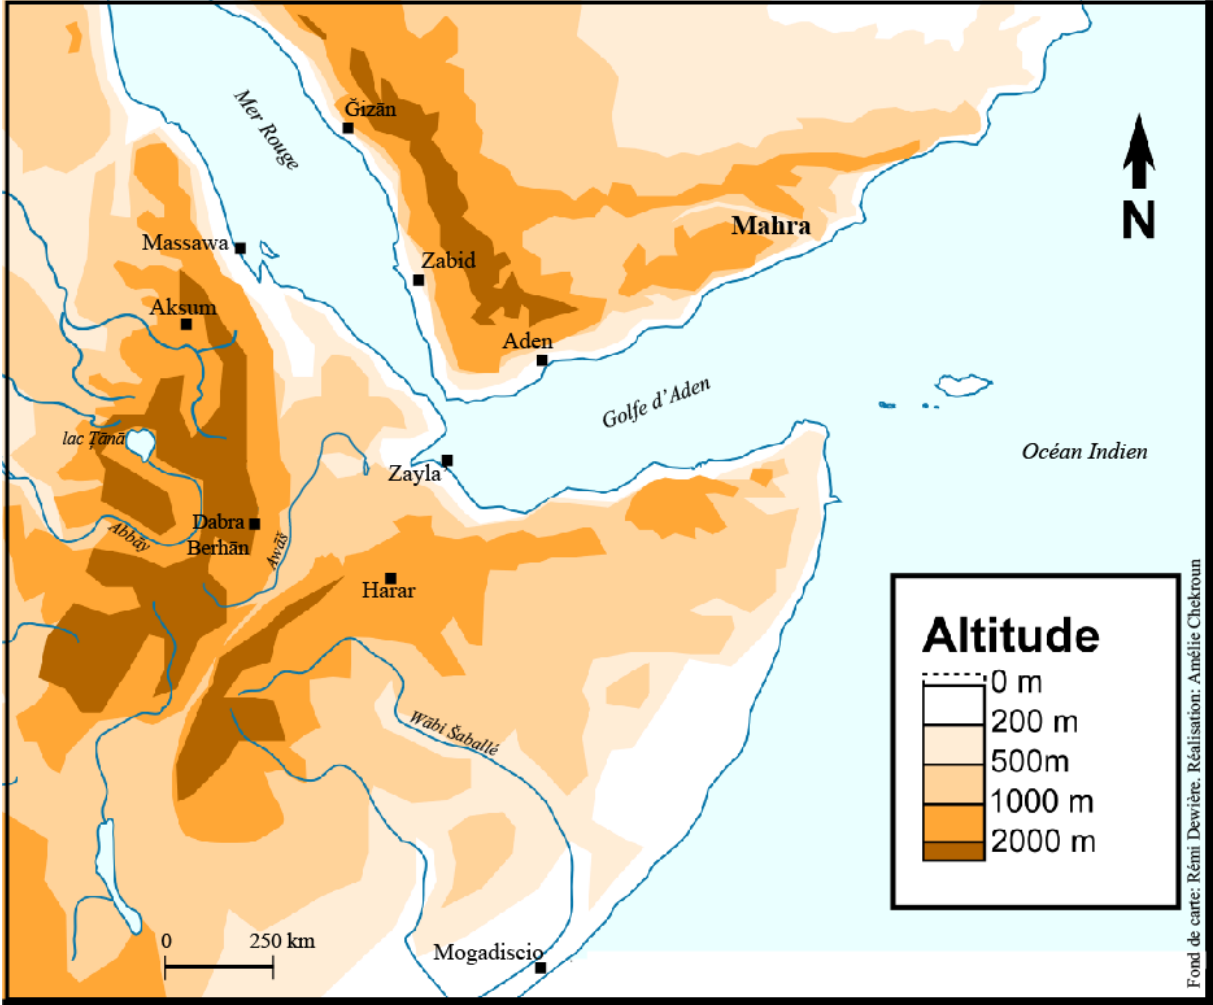 Ğizān
Mer Rouge
N
Mahra
Massawa
Zabid
Aksum
Aden
Golfe d’Aden
lac Ṭānā
Océan Indien
Zayla‘
Dabra
Berhān
Abbāy
Awāš
Harar
Wābi Šaballé
Mogadiscio
0 250 km
Altitude
0 m
200 m
500m
1000 m
2000 m
Fond de carte: Rémi Dewière. Réalisation: Amélie Chekroun